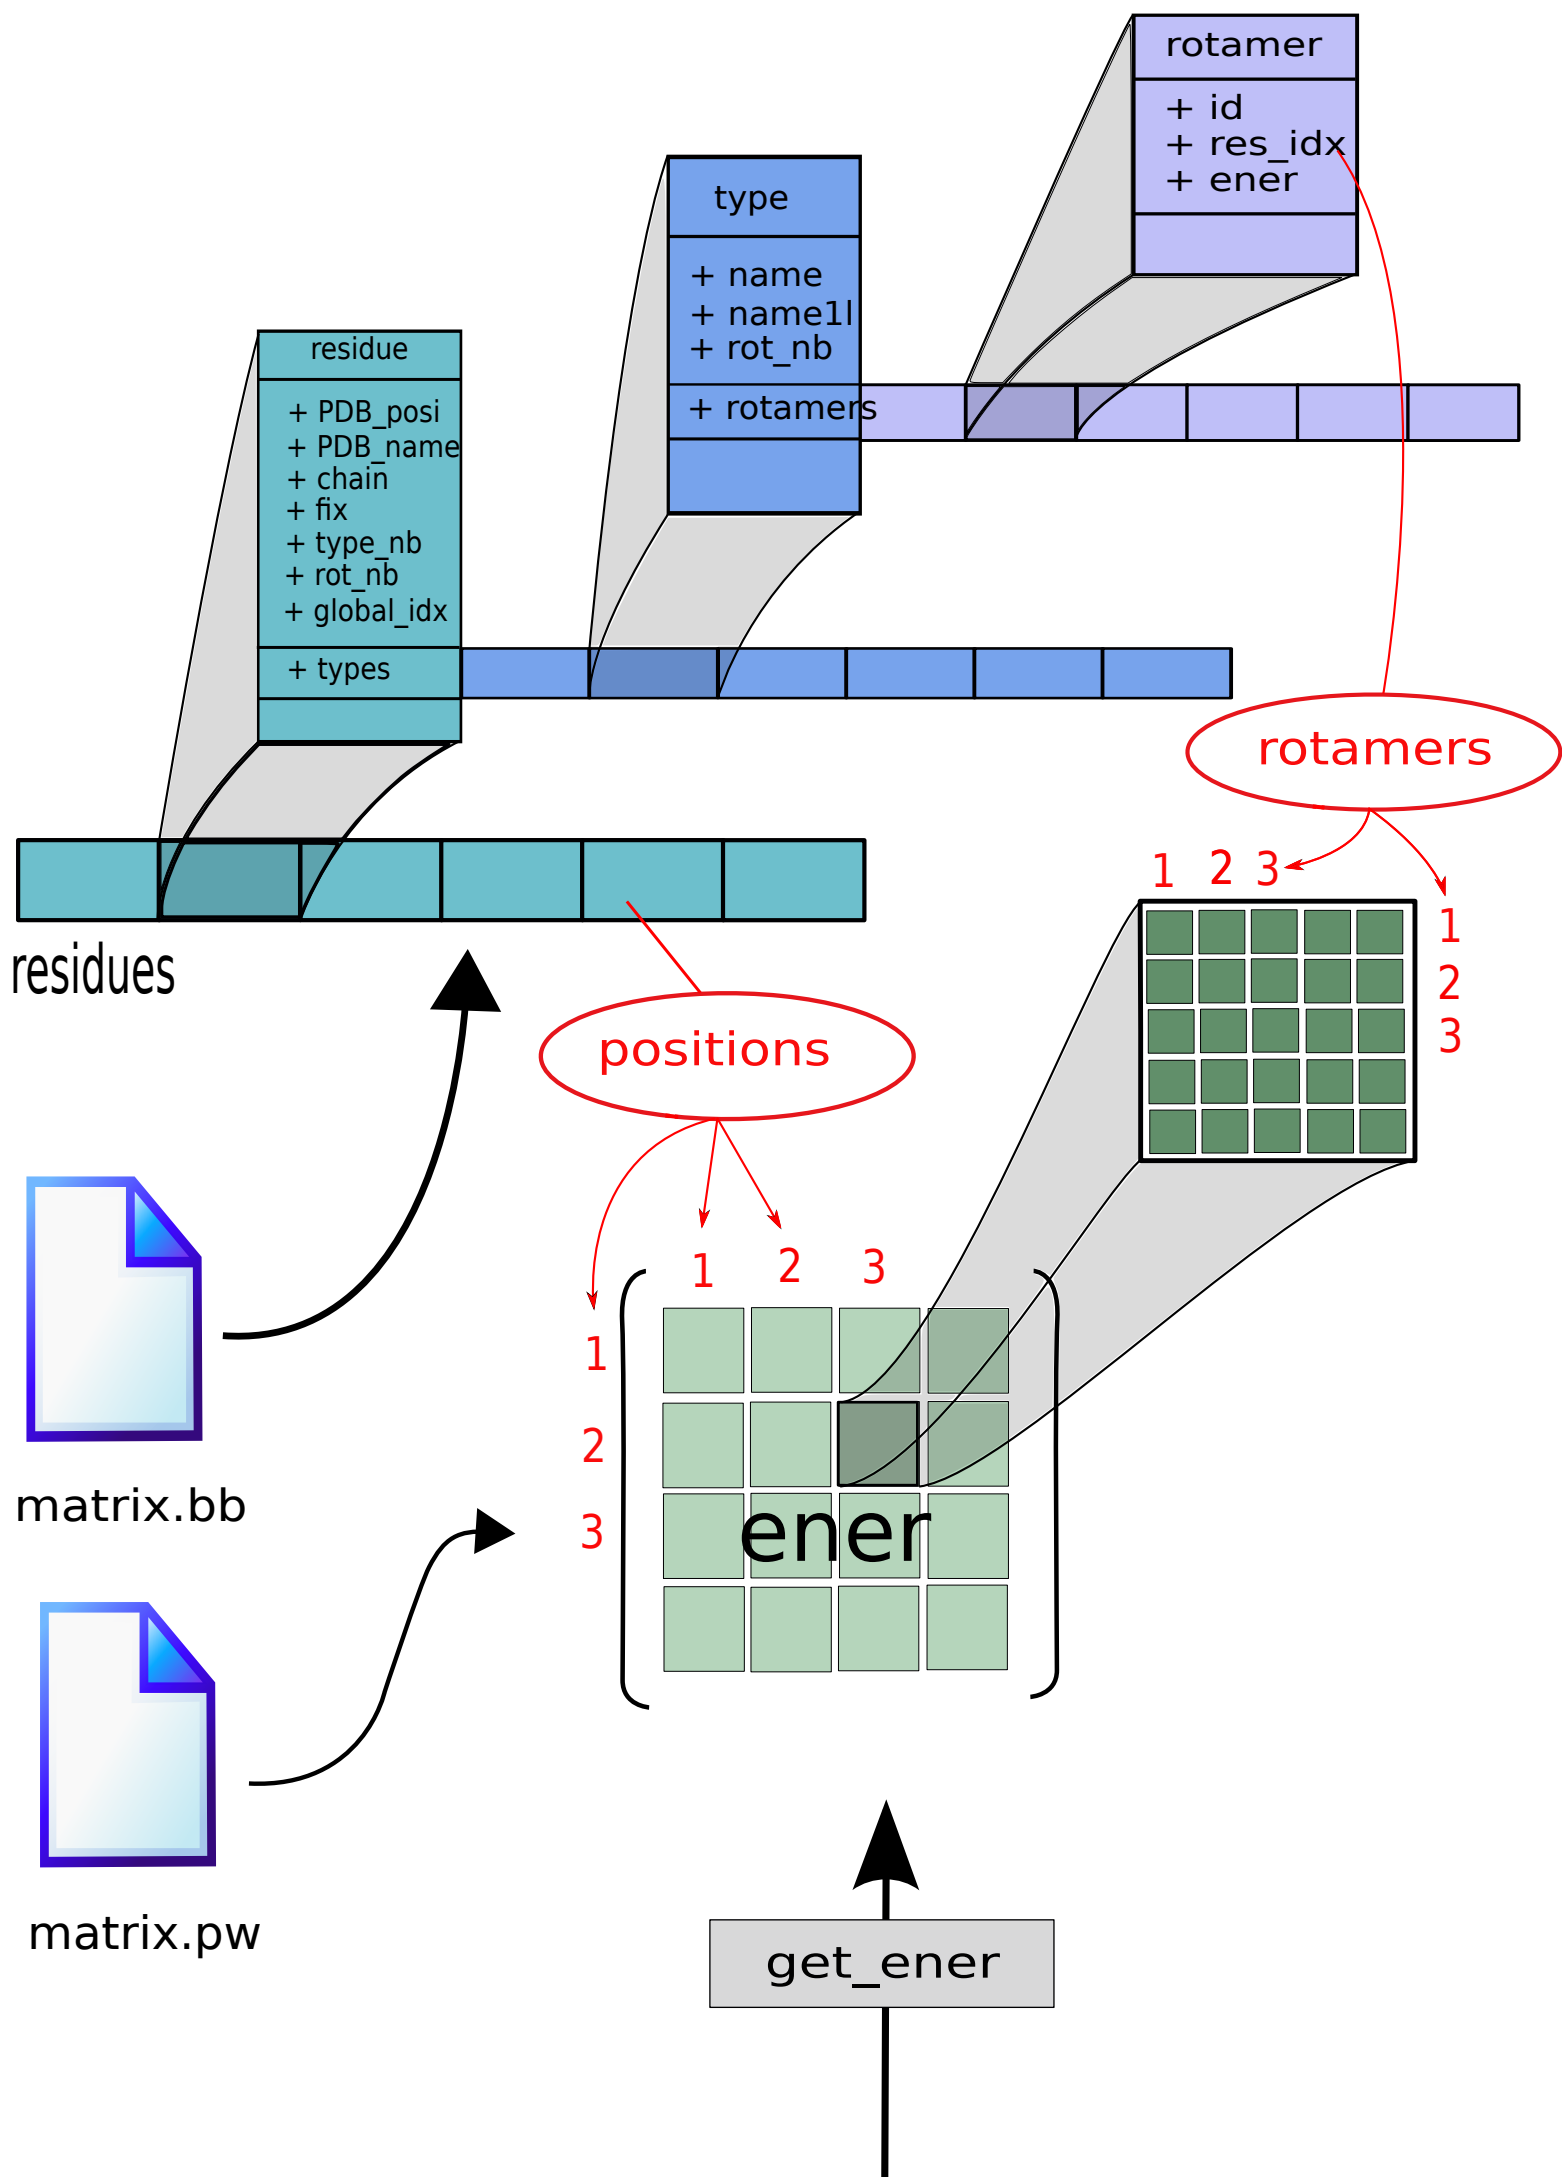 rotamer
+ id
+ res_idx
+ ener
type
+ name
+ name1l
+ rot_nb
+ rotamers
residue
+ PDB_posi
+ PDB_name
+ chain
+ fix
+ type_nb
+ rot_nb
+ global_idx
+ types
rotamers
residues
1 2 3
1
2
3
positions
1 2 3
1
2
3
ener
matrix.bb
matrix.pw
get_ener